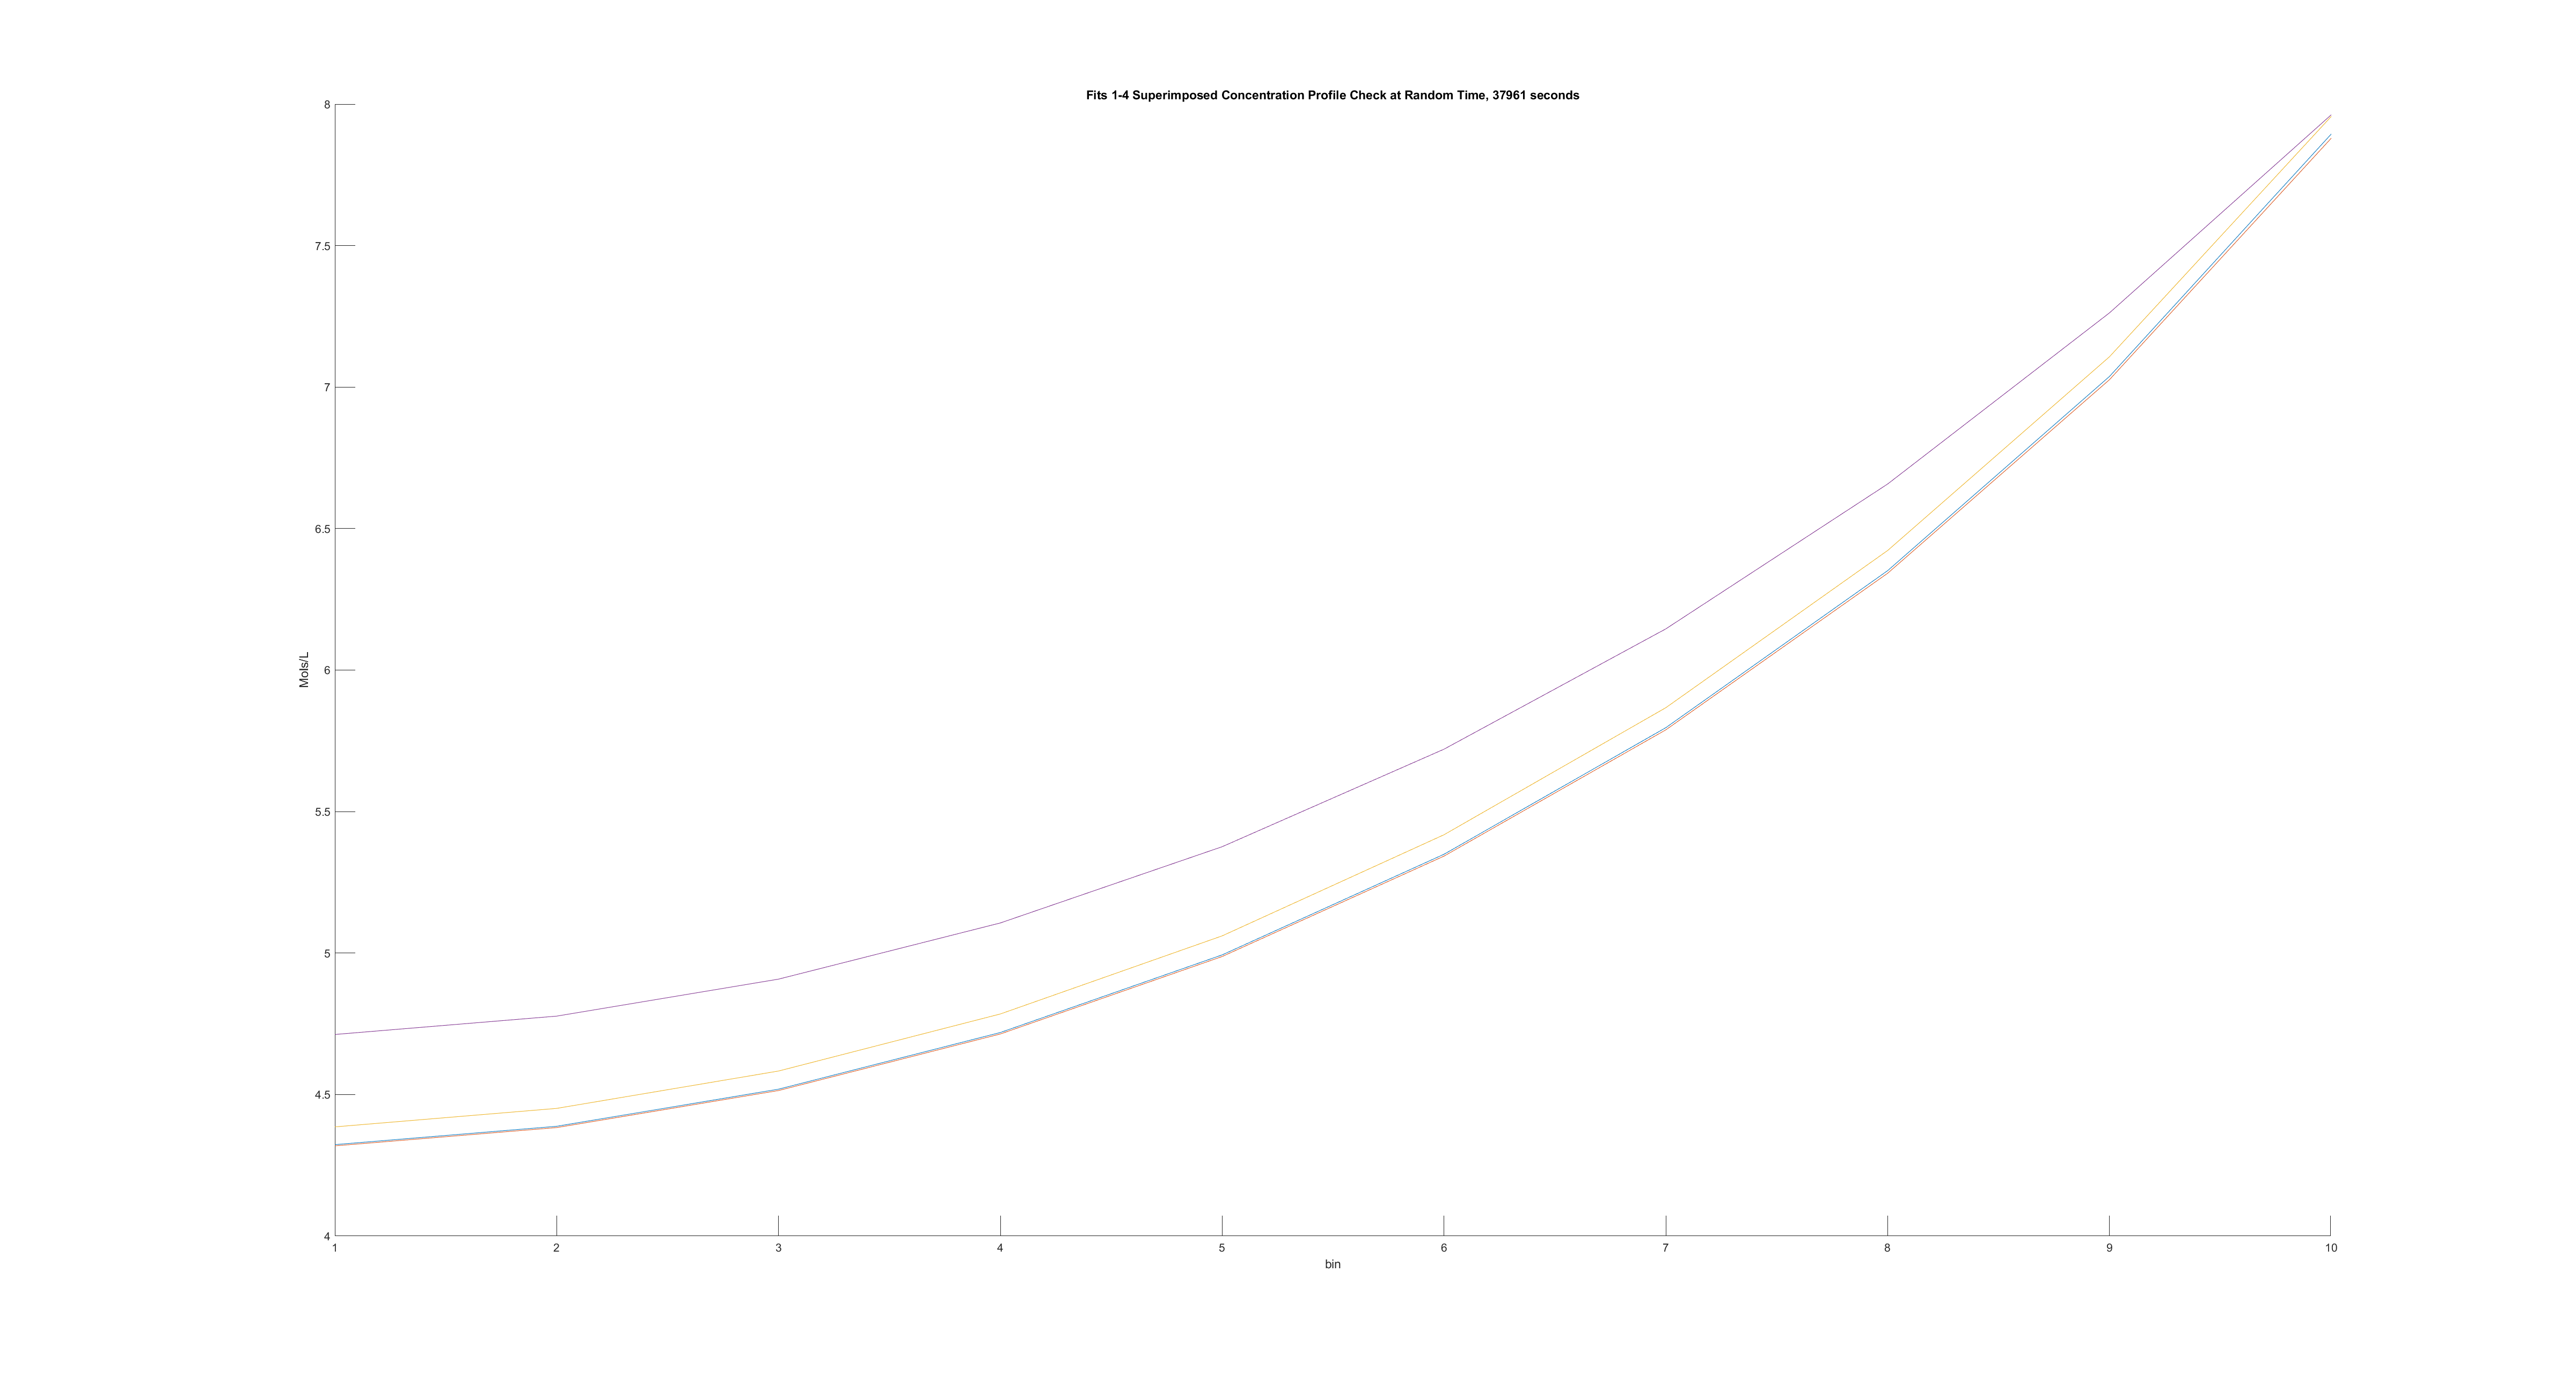 Fits 1-4 Superimposed Concentration Profile Check at Random Time, 37961 seconds
8
7.5
7
6.5
6
5.5
5
4.5
4
Mols/L
1 2 3 4 5 6 7 8 9 10
bin